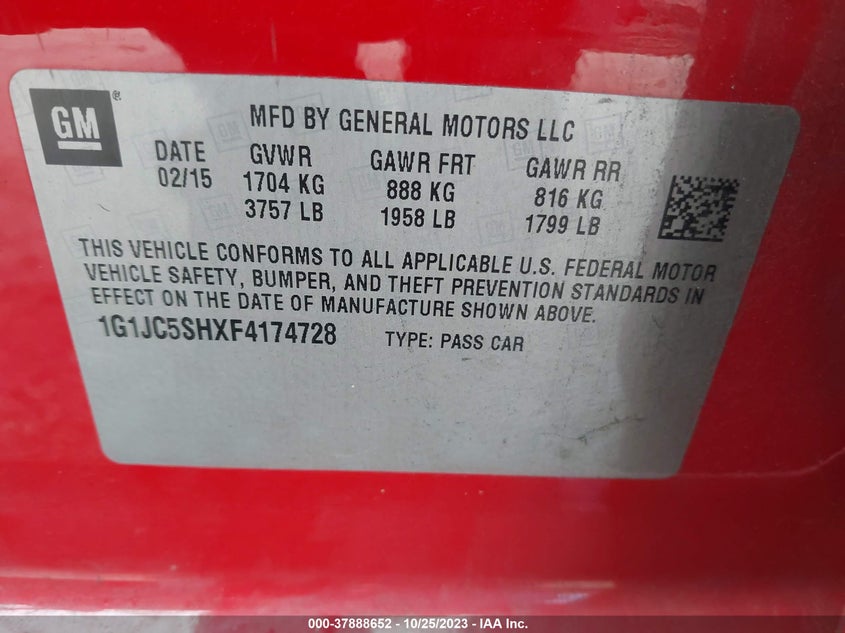 GM®
MFD BY GENERAL MOTORS LLC
DATE GVWR GAWR FRT GAWR RR
02/15 1704 KG 888 KG 816 KG
3757 LB 1958 LB 1799 LB
THIS VEHICLE CONFORMS TO ALL APPLICABLE U.S. FEDERAL MOTOR
VEHICLE SAFETY, BUMPER, AND THEFT PREVENTION STANDARDS IN
EFFECT ON THE DATE OF MANUFACTURE SHOWN ABOVE.
1G1JC5SHXF4174728 TYPE: PASS CAR
000-37888652 - 10/25/2023 - IAA Inc.